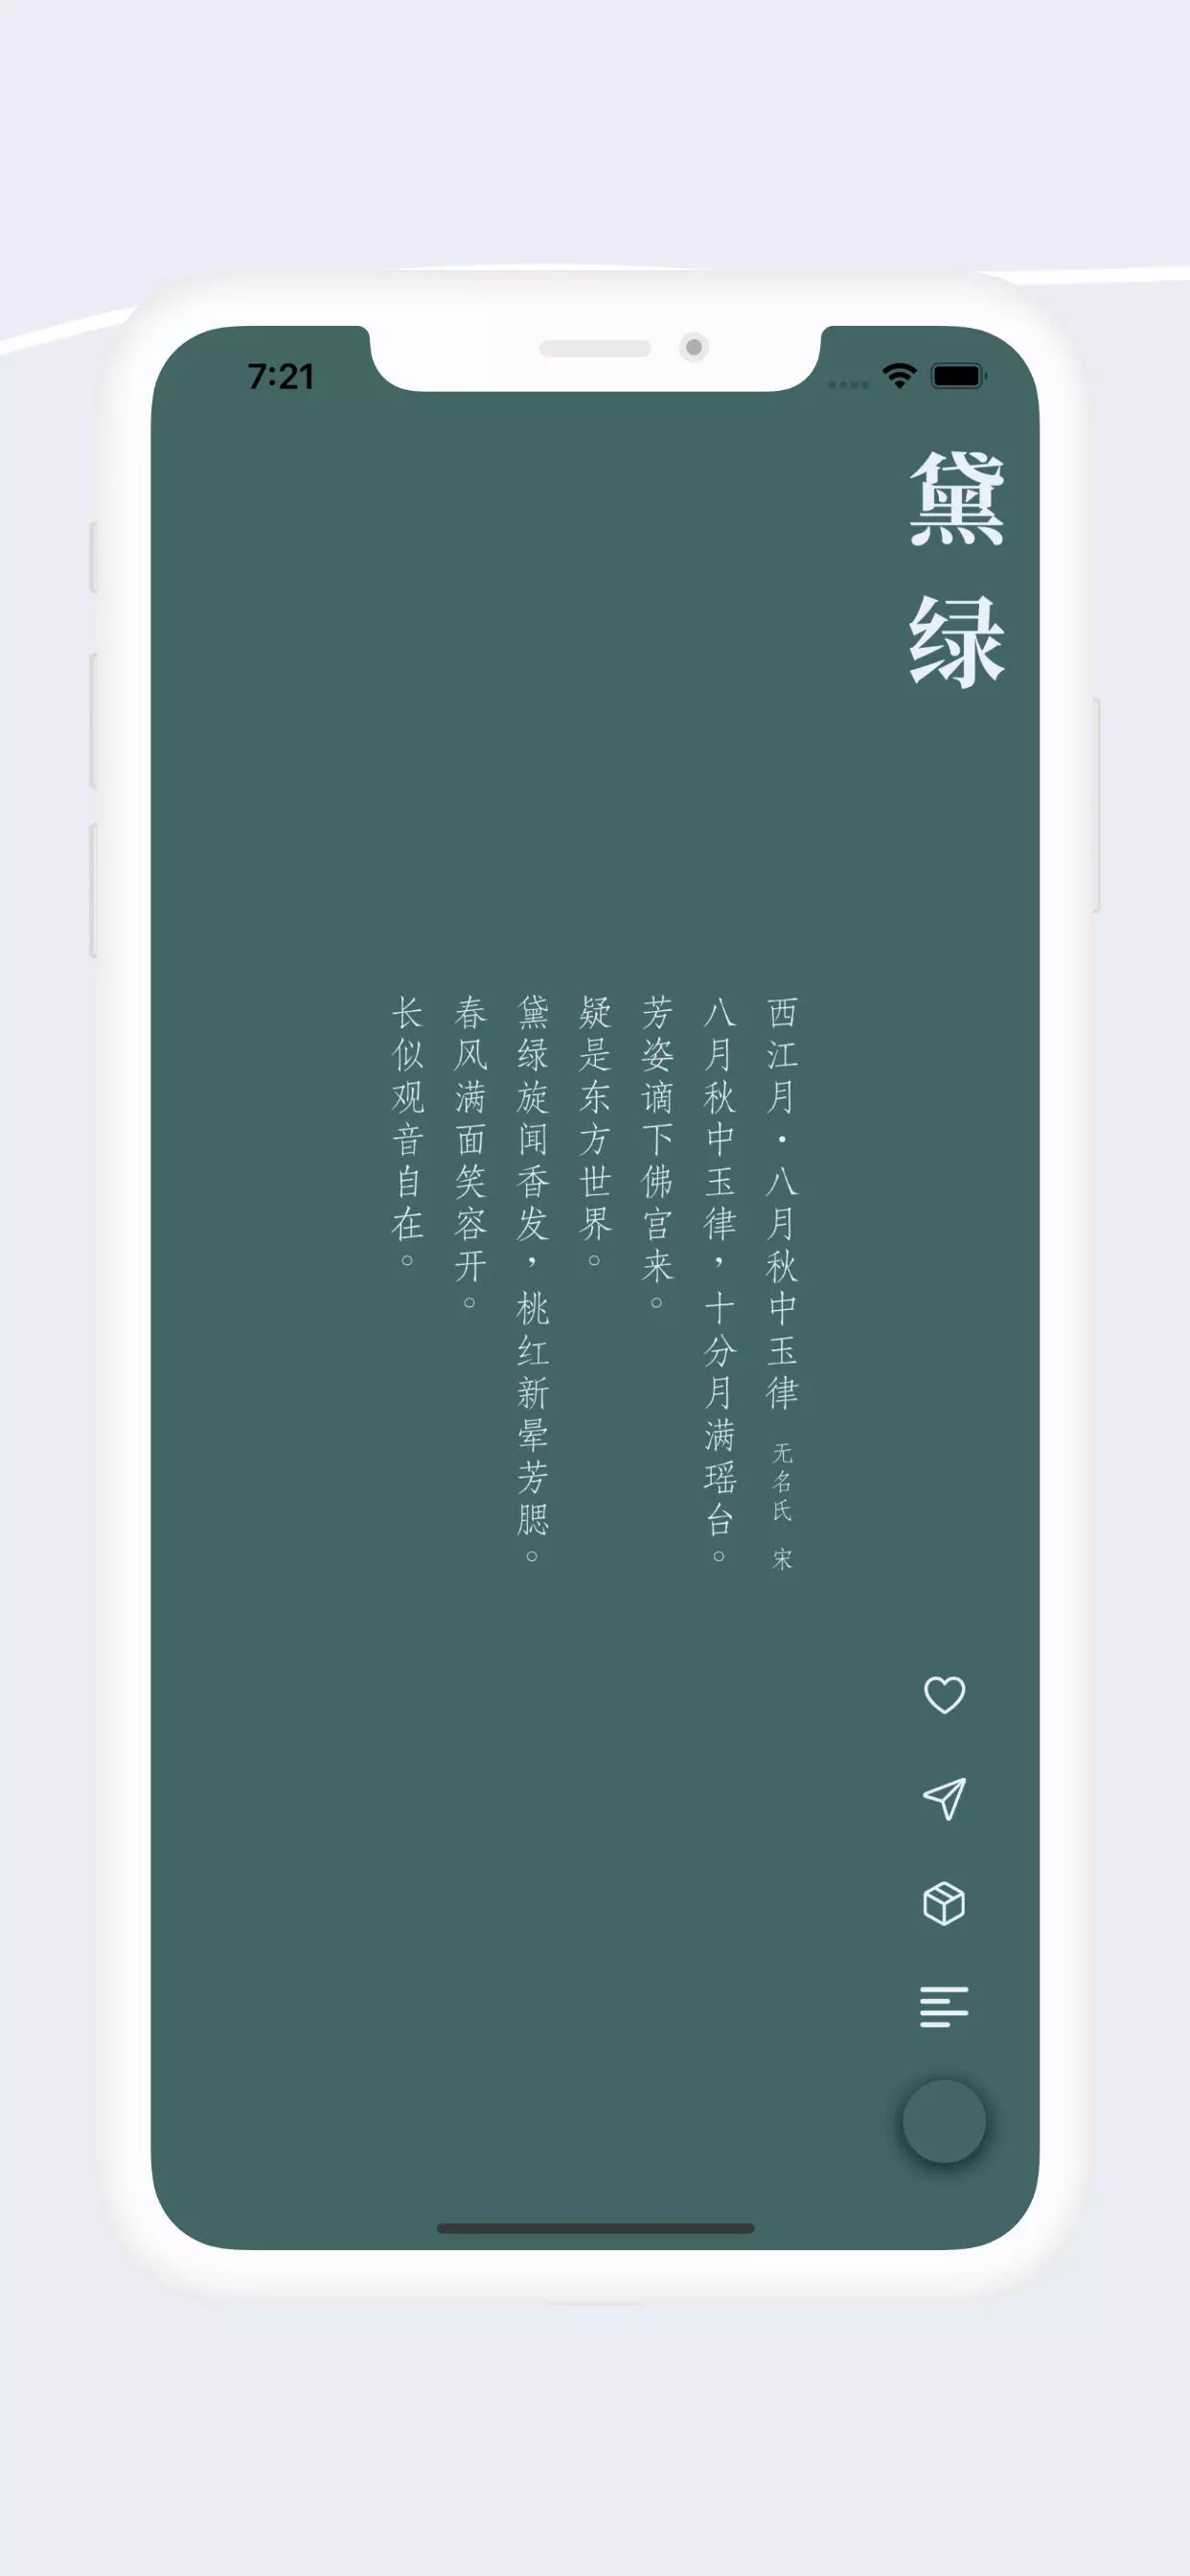 7:21
黛绿
西江月·八月秋中玉律 无名氏 宋
八月秋中玉律，十分月满瑶台。
芳姿谪下佛宫来。
疑是东方世界。
黛绿旋闻香发，桃红新晕芳腮。
春风满面笑容开。
长似观音自在。